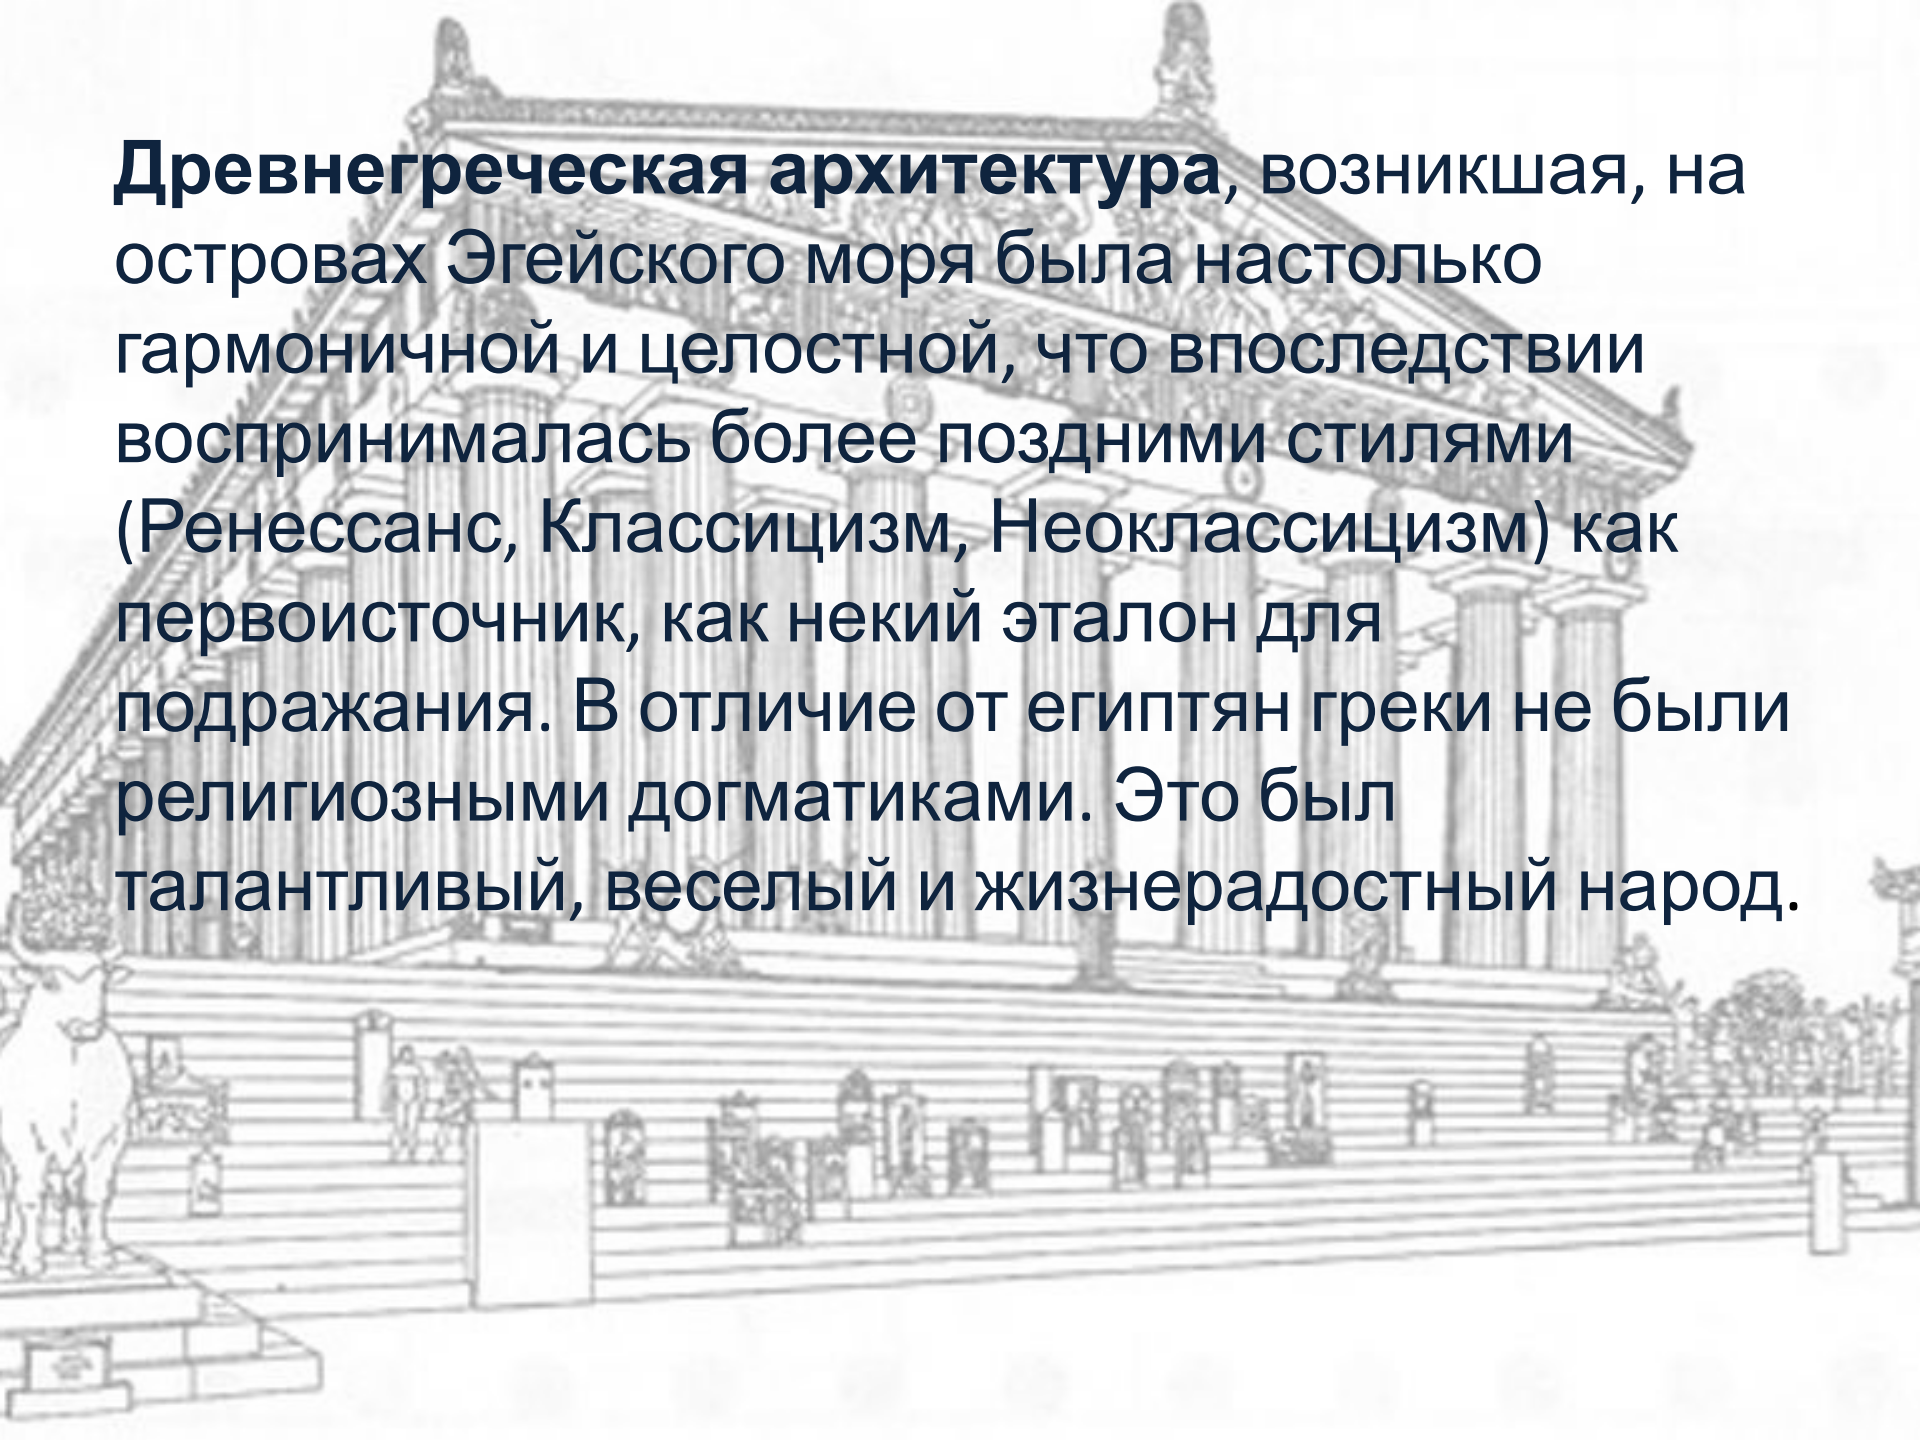 Древнегреческая архитектура, возникшая, на
островах Эгейского моря была настолько
гармоничной и целостной, что впоследствии
воспринималась более поздними стилями
(Ренессанс, Классицизм, Неоклассицизм) как
первоисточник, как некий эталон для
подражания. В отличие от египтян греки не были
религиозными догматиками. Это был
талантливый, веселый и жизнерадостный народ.